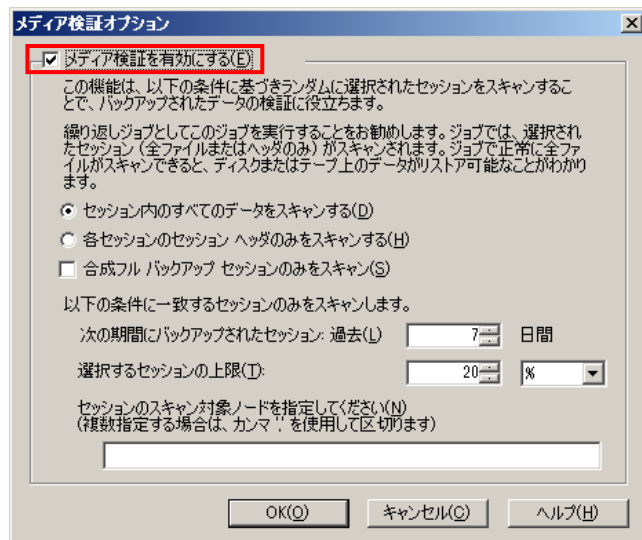 メディア検証オプション
メディア検証を有効にする(E)
この機能は、以下の条件に基づきランダムに選択されたセッションをスキャンするこ
とで、バックアップされたデータの検証に役立ちます。
繰り返しジョブとしてこのジョブを実行することをお勧めします。ジョブでは、選択され
たセッション (全ファイルまたはヘッダのみ) がスキャンされます。ジョブで正常に全ファ
イルがスキャンできると、ディスクまたはテープ上のデータがリストア可能なことがわかり
ます。
セッション内のすべてのデータをスキャンする(D)
各セッションのセッション ヘッダのみをスキャンする(H)
合成フル バックアップ セッションのみをスキャン(S)
以下の条件に一致するセッションのみをスキャンします。
次の期間にバックアップされたセッション: 過去(L) 7 日間
選択するセッションの上限(T): 20 %
セッションのスキャン対象ノードを指定してください(N)
(複数指定する場合は、カンマ ',' を使用して区切ります)
OK(O) キャンセル(C) ヘルプ(H)